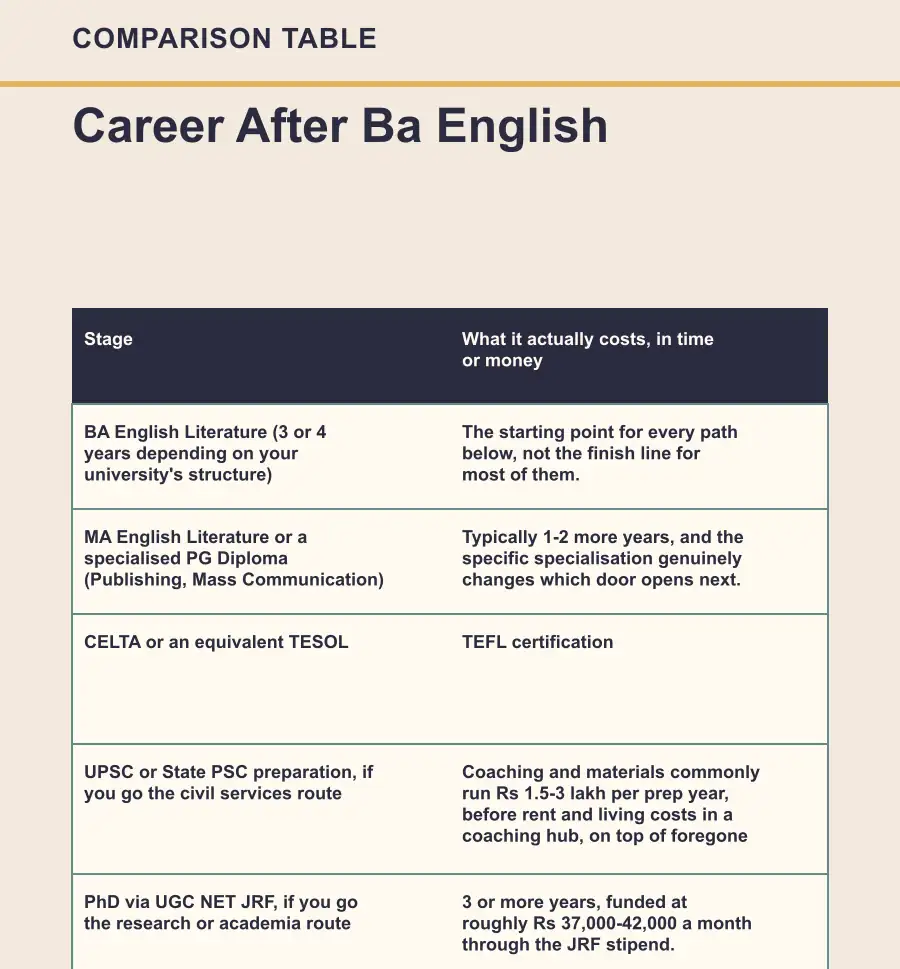 COMPARISON TABLE
Career After Ba English
Stage
What it actually costs, in time
or money
BA English Literature (3 or 4
years depending on your
university's structure)
The starting point for every path
below, not the finish line for
most of them.
MA English Literature or a
specialised PG Diploma
(Publishing, Mass Communication)
Typically 1-2 more years, and the
specific specialisation genuinely
changes which door opens next.
CELTA or an equivalent TESOL
TEFL certification
UPSC or State PSC preparation, if
you go the civil services route
Coaching and materials commonly
run Rs 1.5-3 lakh per prep year,
before rent and living costs in a
coaching hub, on top of foregone
PhD via UGC NET JRF, if you go
the research or academia route
3 or more years, funded at
roughly Rs 37,000-42,000 a month
through the JRF stipend.